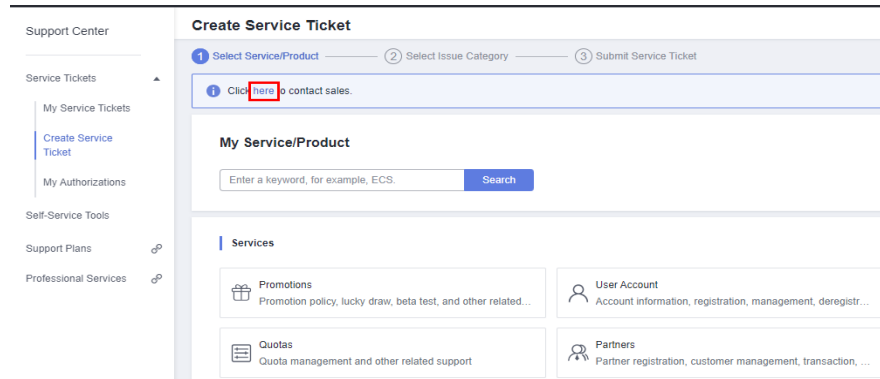 Support Center
Service Tickets
My Service Tickets
Create Service
Ticket
My Authorizations
Self-Service Tools
Support Plans
Professional Services
Create Service Ticket
1 Select Service/Product
2 Select Issue Category
3 Submit Service Ticket
Click here to contact sales.
My Service/Product
Enter a keyword, for example, ECS.
Search
Services
Promotions
Promotion policy, lucky draw, beta test, and other related...
User Account
Account information, registration, management, deregistr...
Quotas
Quota management and other related support
Partners
Partner registration, customer management, transaction, ...